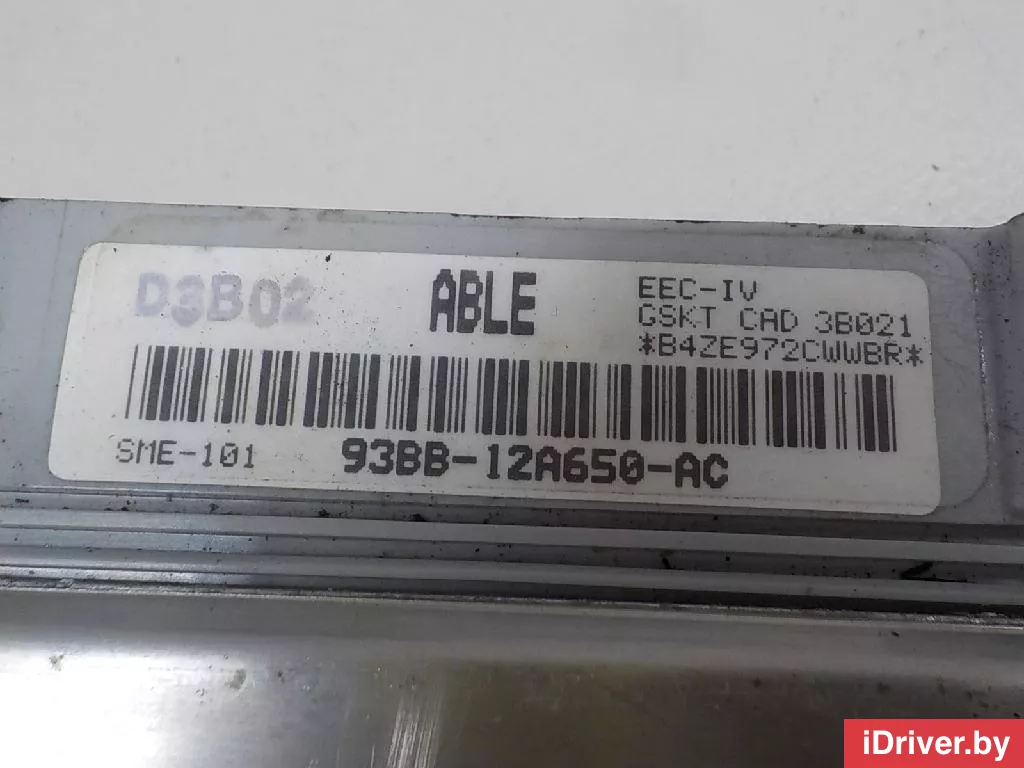 D3B02
ABLE
EEC-IV
GSKT CAD 3B021
*B4ZE972CWWBR*
SME-101
93BB-12A650-AC
iDriver.by